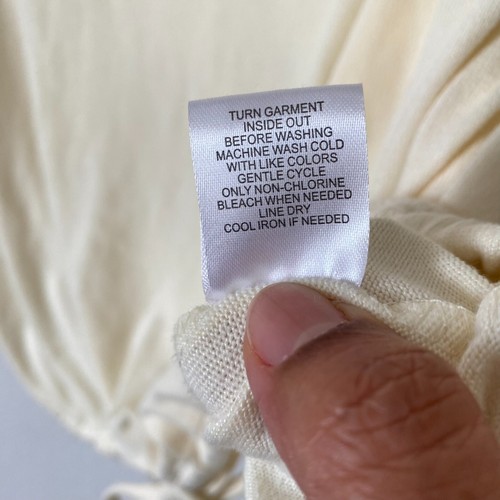 TURN GARMENT
INSIDE OUT
BEFORE WASHING
MACHINE WASH COLD
WITH LIKE COLORS
GENTLE CYCLE
ONLY NON-CHLORINE
BLEACH WHEN NEEDED
LINE DRY
COOL IRON IF NEEDED